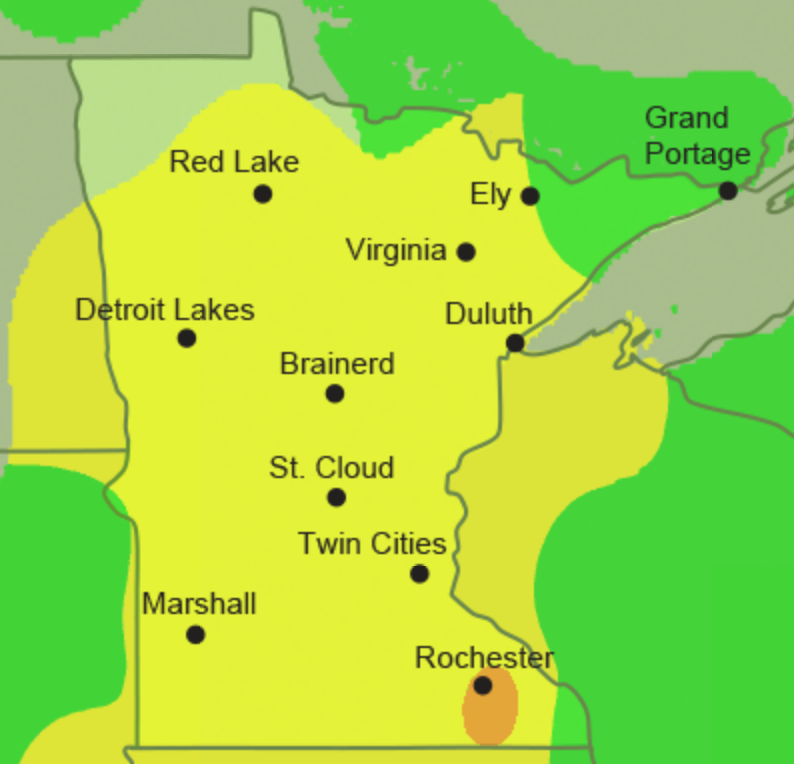 Grand
Portage
Red Lake
Ely
Virginia
Detroit Lakes
Duluth
Brainerd
St. Cloud
Twin Cities
Marshall
Rochester